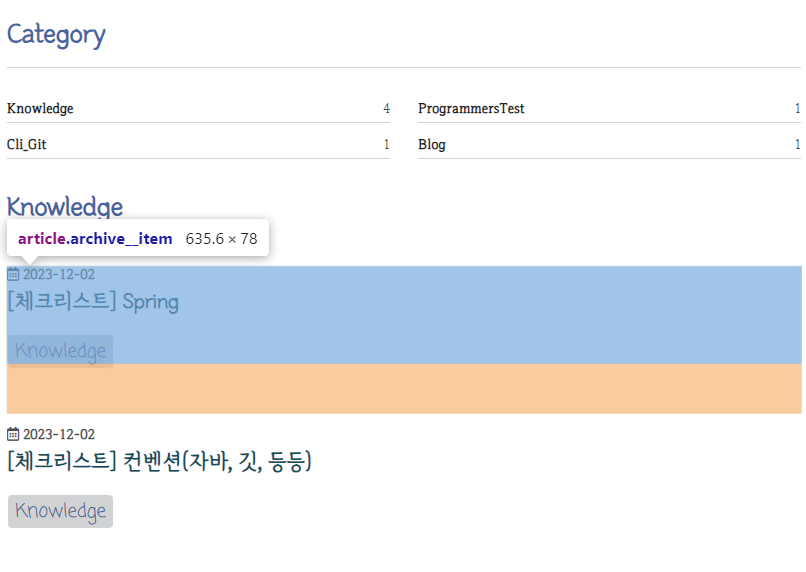 Category
Knowledge 4 ProgrammersTest 1
Cli_Git 1 Blog 1
Knowledge
article.archive__item 635.6 × 78
2023-12-02
[체크리스트] Spring
Knowledge
2023-12-02
[체크리스트] 컨벤션(자바, 깃, 등등)
Knowledge